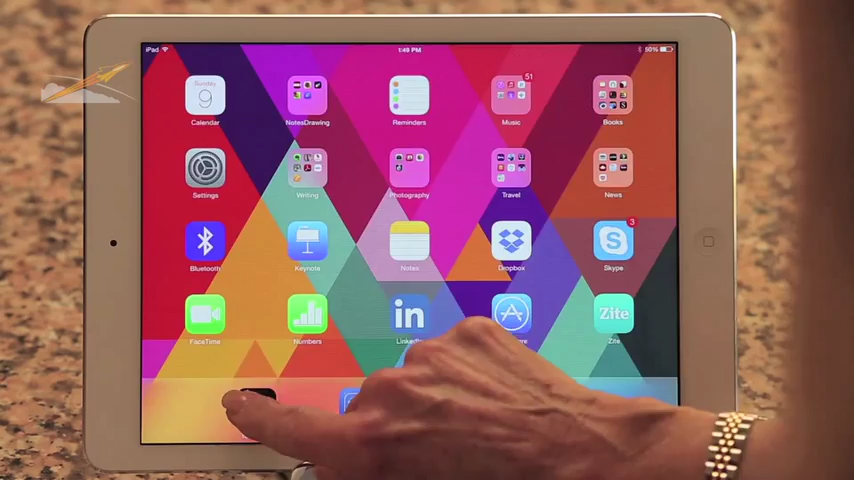 iPad 1:49 PM 50%
51
Sunday
9
Calendar NotesDrawing Reminders Music Books
Settings Writing Photography Travel News
3
Bluetooth Keynote Notes Dropbox Skype
in Zite
FaceTime Numbers LinkedIn Zite